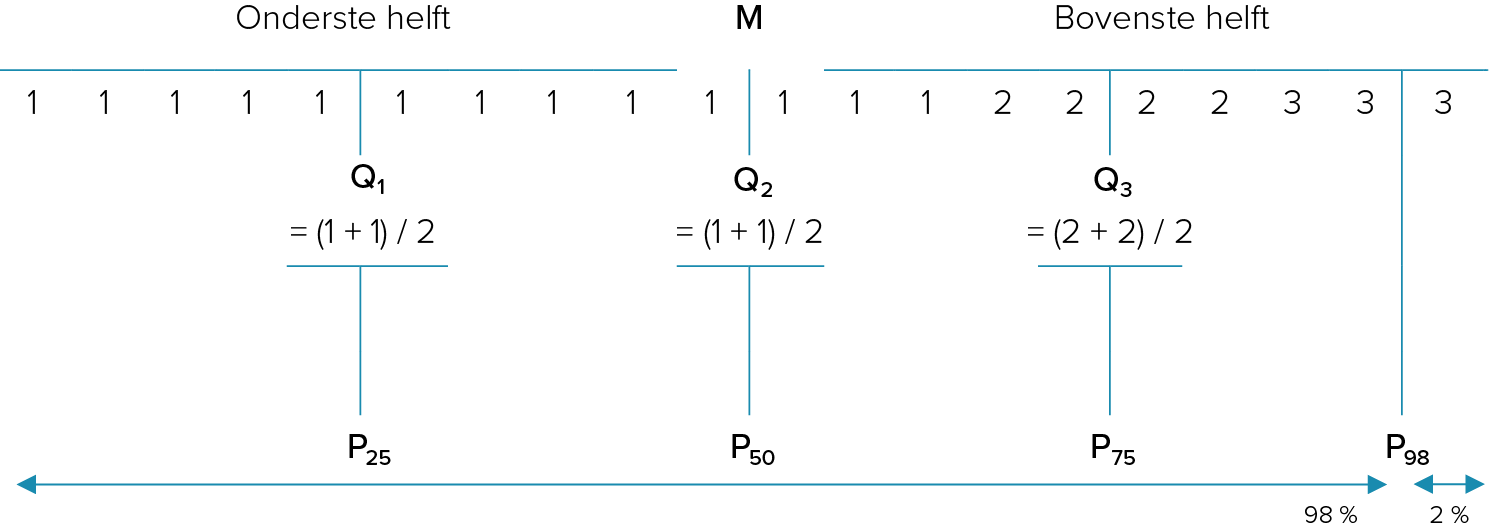 Onderste helft M Bovenste helft
1 1 1 1 1 1 1 1 1 1 1 1 1 2 2 2 2 3 3 3
Q₁ Q₂ Q₃
= (1 + 1) / 2 = (1 + 1) / 2 = (2 + 2) / 2
P₂₅ P₅₀ P₇₅ P₉₈
98 % 2 %